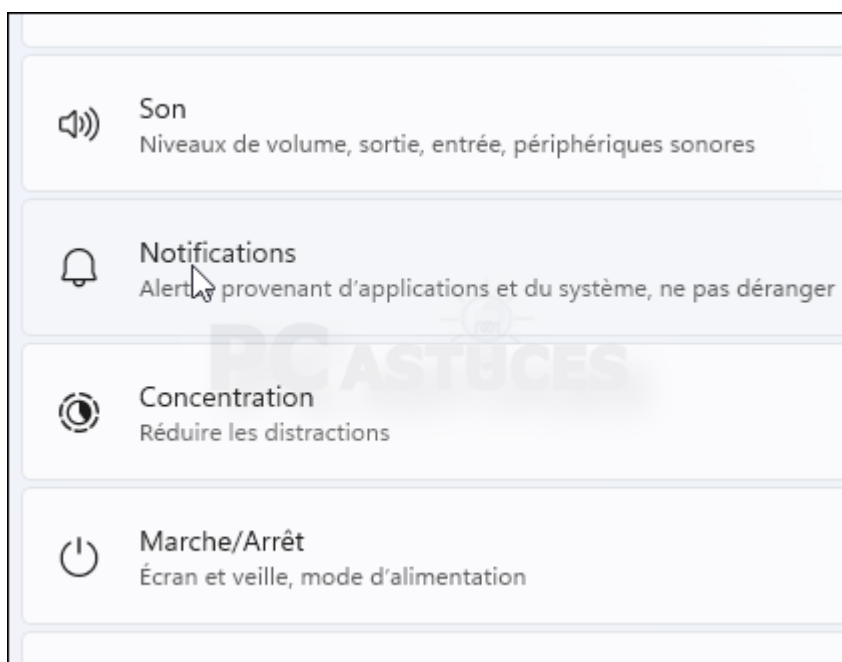 Son
Niveaux de volume, sortie, entrée, périphériques sonores
Notifications
provenant d’applications et du système, ne pas déranger
PC ASTUCES
Concentration
Réduire les distractions
Marche/Arrêt
Écran et veille, mode d’alimentation